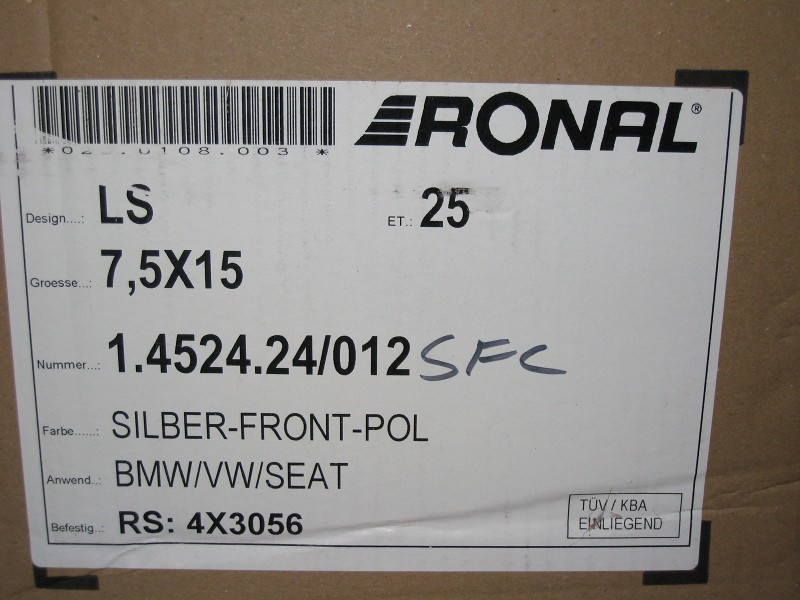 RONAL®
Design....: LS ET.: 25
Groesse...: 7,5X15
Nummer...: 1.4524.24/012 SFC
Farbe......: SILBER-FRONT-POL
Anwend..: BMW/VW/SEAT
Befestig..: RS: 4X3056
TÜV / KBA
EINLIEGEND